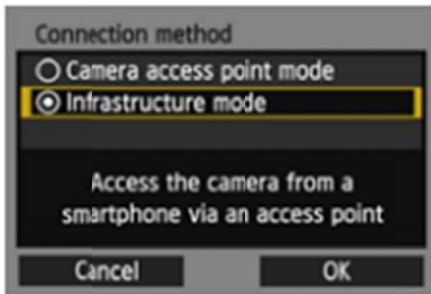 Connection method
Camera access point mode
Infrastructure mode
Access the camera from a
smartphone via an access point
Cancel
OK